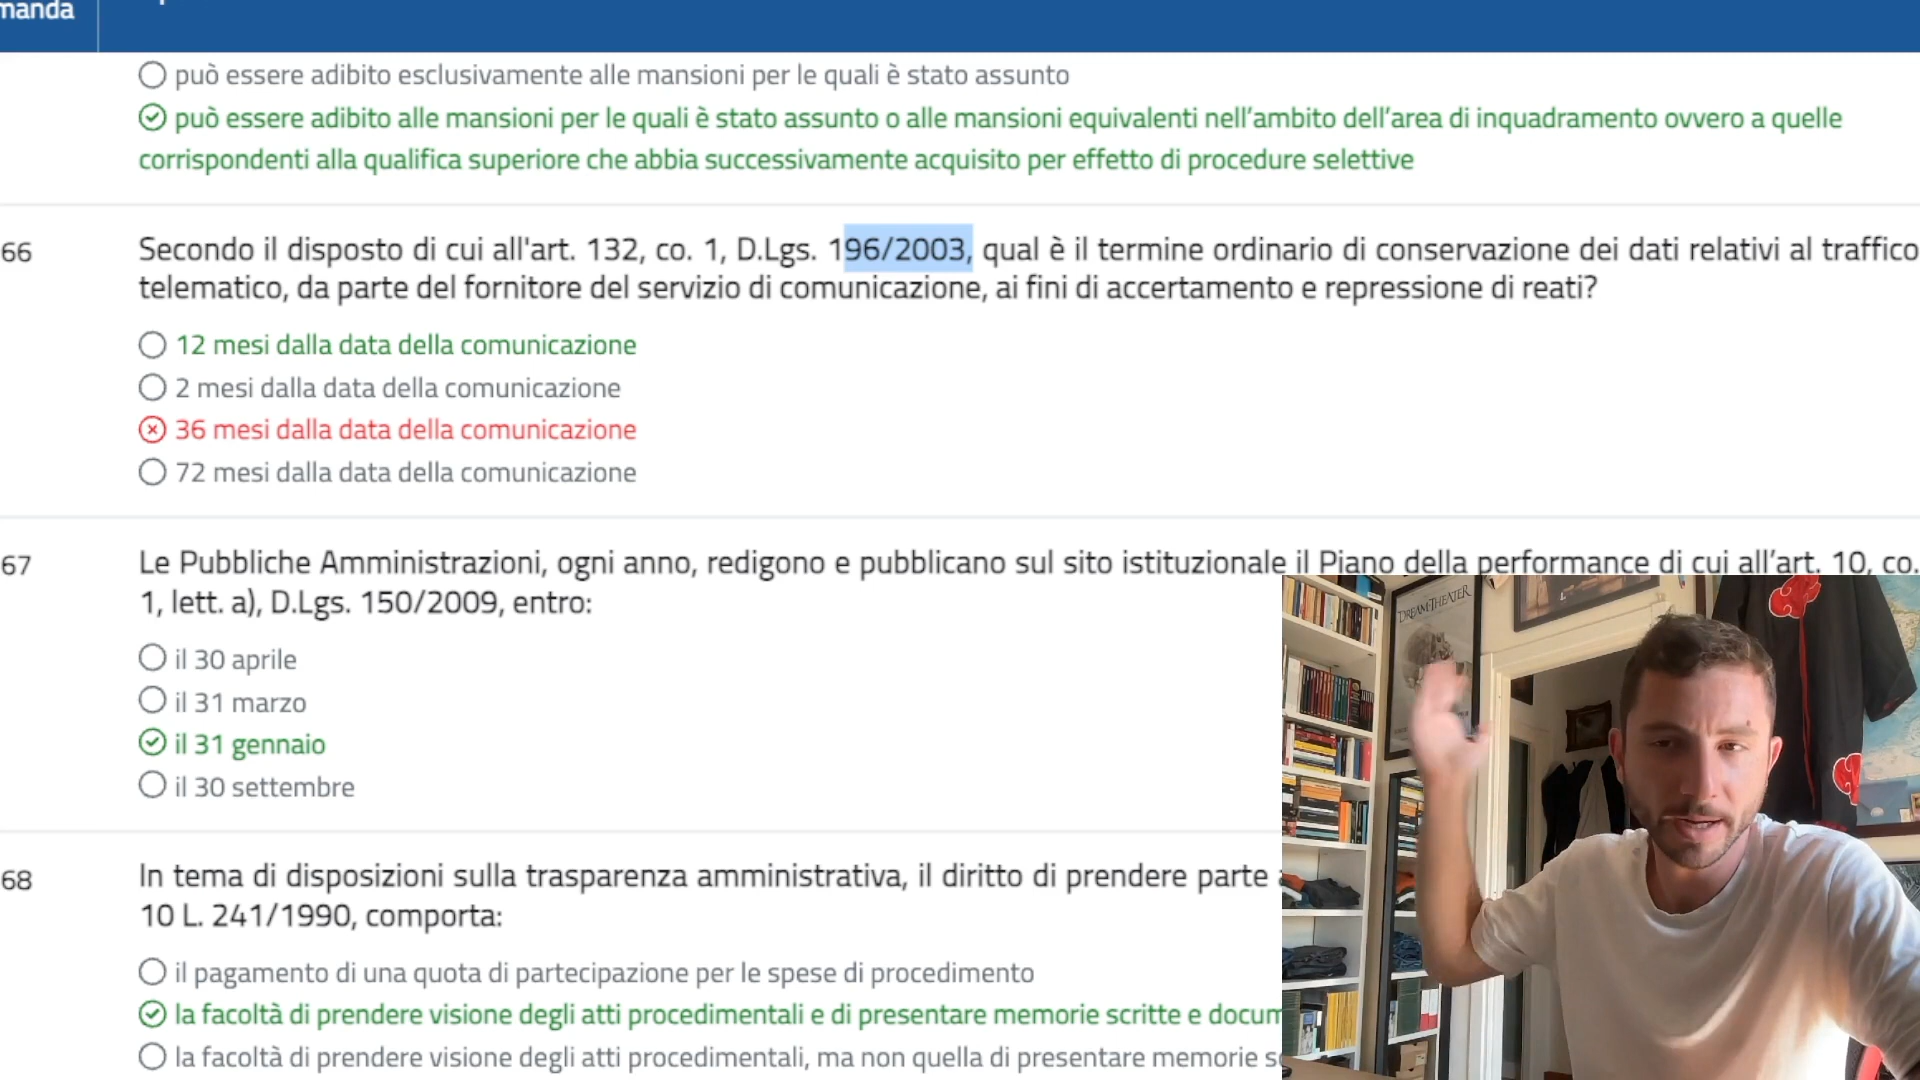 manda
può essere adibito esclusivamente alle mansioni per le quali è stato assunto
può essere adibito alle mansioni per le quali è stato assunto o alle mansioni equivalenti nell'ambito dell'area di inquadramento ovvero a quelle
corrispondenti alla qualifica superiore che abbia successivamente acquisito per effetto di procedure selettive
66
Secondo il disposto di cui all'art. 132, co. 1, D.Lgs. 196/2003, qual è il termine ordinario di conservazione dei dati relativi al traffico
telematico, da parte del fornitore del servizio di comunicazione, ai fini di accertamento e repressione di reati?
12 mesi dalla data della comunicazione
2 mesi dalla data della comunicazione
36 mesi dalla data della comunicazione
72 mesi dalla data della comunicazione
67
Le Pubbliche Amministrazioni, ogni anno, redigono e pubblicano sul sito istituzionale il Piano della performance di cui all'art. 10, co.
1, lett. a), D.Lgs. 150/2009, entro:
il 30 aprile
il 31 marzo
il 31 gennaio
il 30 settembre
68
In tema di disposizioni sulla trasparenza amministrativa, il diritto di prendere parte
10 L. 241/1990, comporta:
il pagamento di una quota di partecipazione per le spese di procedimento
la facoltà di prendere visione degli atti procedimentali e di presentare memorie scritte e docum
la facoltà di prendere visione degli atti procedimentali, ma non quella di presentare memorie
DREAM THEATER